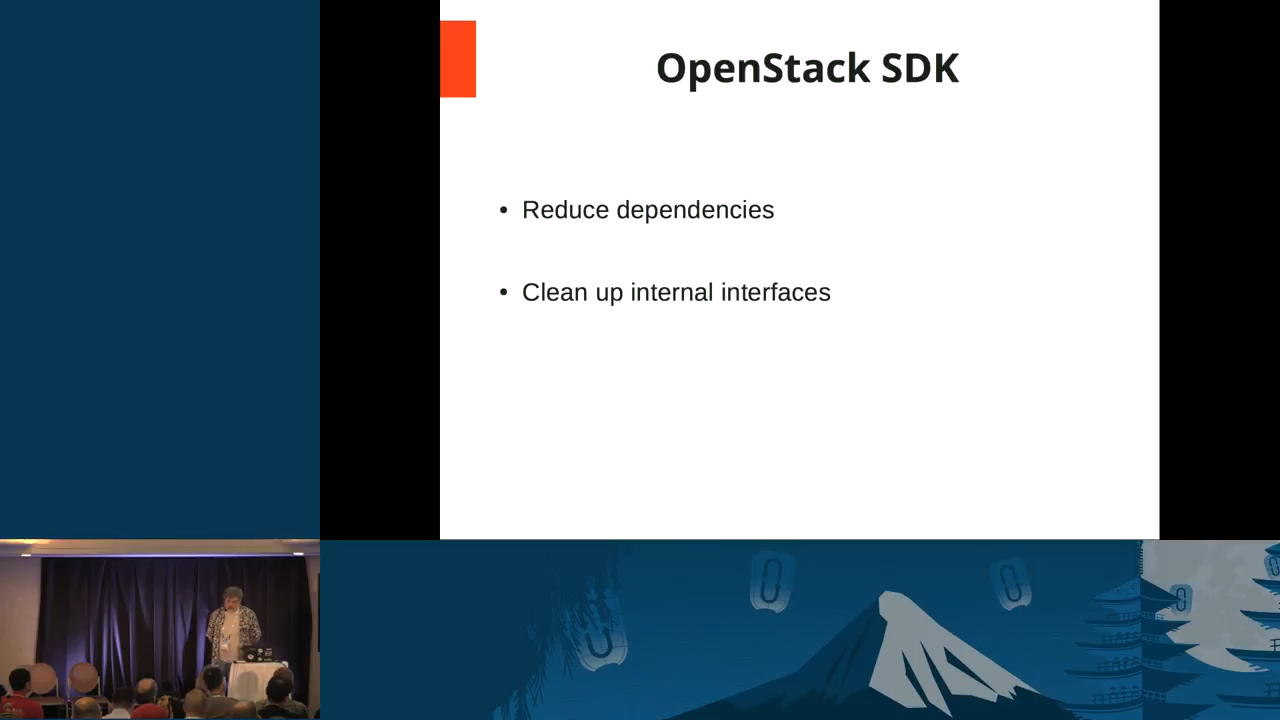 OpenStack SDK
• Reduce dependencies
• Clean up internal interfaces